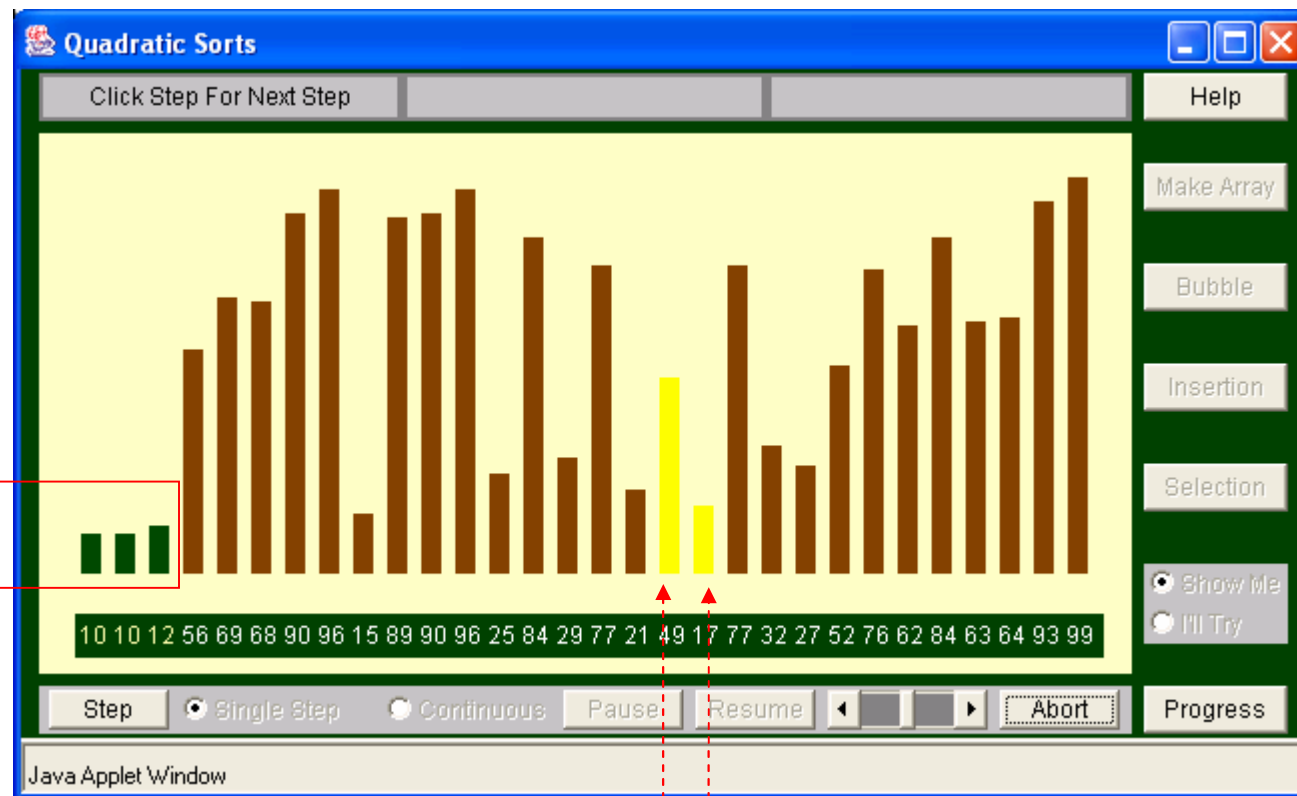 Quadratic Sorts
Click Step For Next Step
Help
Make Array
Bubble
Insertion
Selection
Show Me
I'll Try
10 10 12 56 69 68 90 96 15 89 90 96 25 84 29 77 21 49 17 77 32 27 52 76 62 84 63 64 93 99
Step Single Step Continuous Pause Resume Abort Progress
Java Applet Window